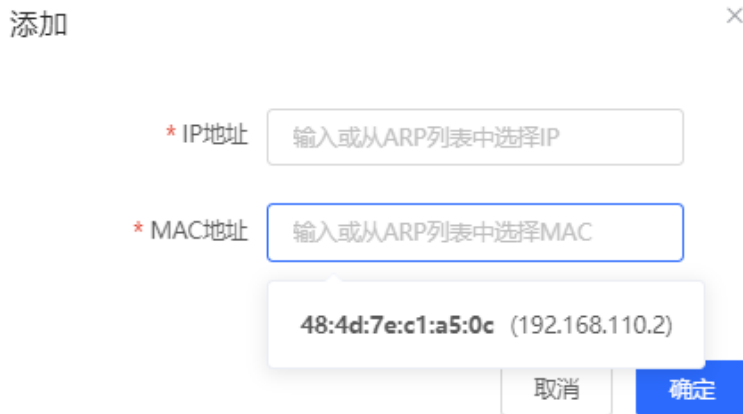 添加
* IP地址 输入或从ARP列表中选择IP
* MAC地址 输入或从ARP列表中选择MAC
48:4d:7e:c1:a5:0c (192.168.110.2)
取消 确定